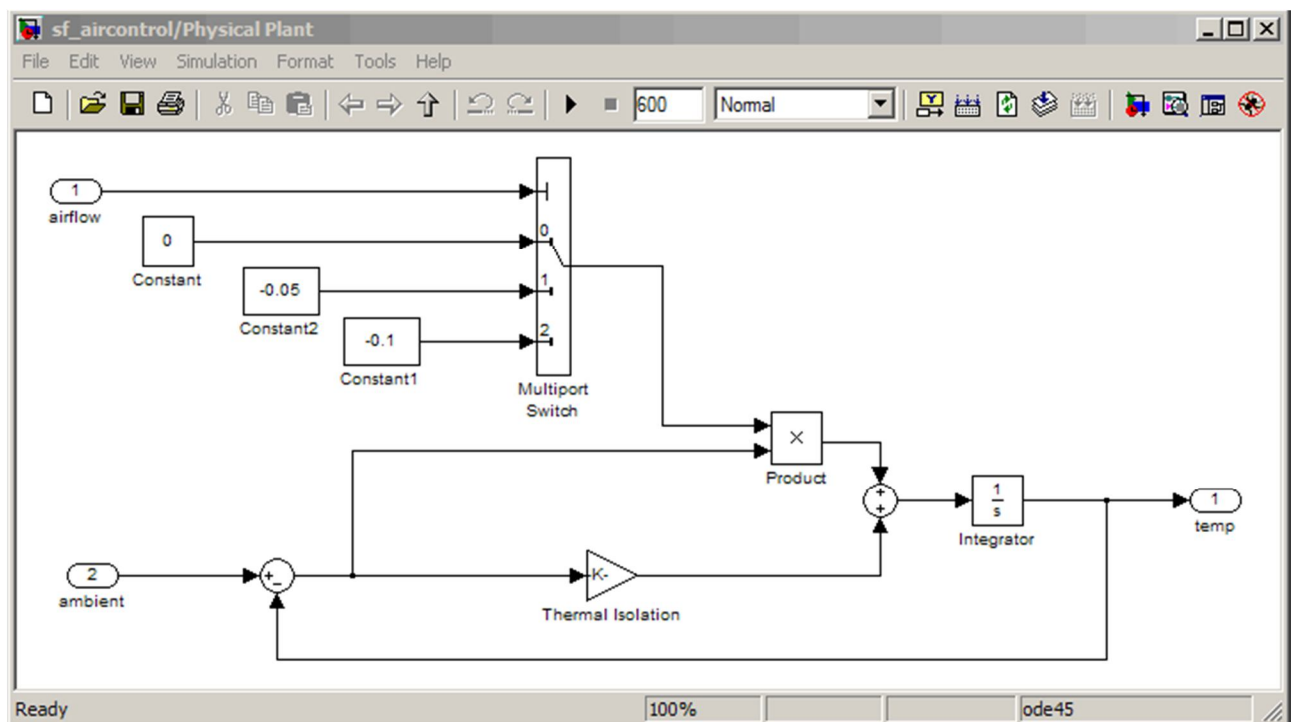 sf_aircontrol/Physical Plant
File Edit View Simulation Format Tools Help
600 Normal
1
airflow
0
Constant
-0.05
Constant2
-0.1
Constant1
0
1
2
Multiport
Switch
×
Product
+
+
1
s
Integrator
1
temp
2
ambient
+
−
-K-
Thermal Isolation
Ready 100% ode45